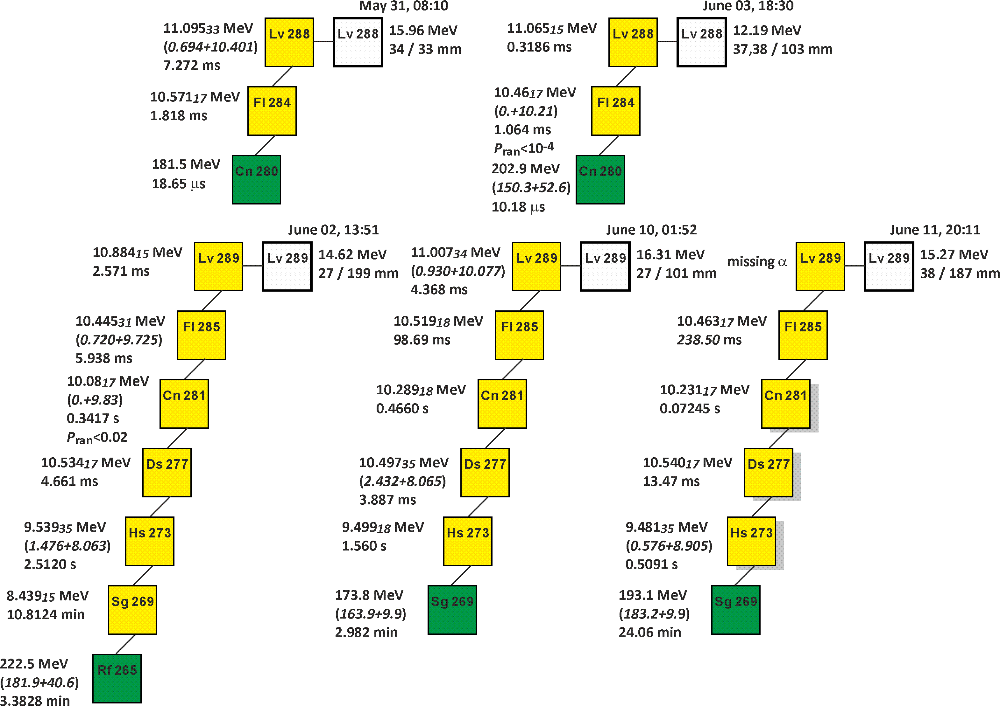 May 31, 08:10
11.09533 MeV
(0.694+10.401)
7.272 ms
Lv 288
Lv 288
15.96 MeV
34 / 33 mm
10.57117 MeV
1.818 ms
Fl 284
181.5 MeV
18.65 μs
Cn 280
June 03, 18:30
11.06515 MeV
0.3186 ms
Lv 288
Lv 288
12.19 MeV
37,38 / 103 mm
10.4617 MeV
(0.+10.21)
1.064 ms
Pran<10-4
Fl 284
202.9 MeV
(150.3+52.6)
10.18 μs
Cn 280
June 02, 13:51
10.88415 MeV
2.571 ms
Lv 289
Lv 289
14.62 MeV
27 / 199 mm
10.44531 MeV
(0.720+9.725)
5.938 ms
Fl 285
10.0817 MeV
(0.+9.83)
0.3417 s
Pran<0.02
Cn 281
10.53417 MeV
4.661 ms
Ds 277
9.53935 MeV
(1.476+8.063)
2.5120 s
Hs 273
8.43915 MeV
10.8124 min
Sg 269
222.5 MeV
(181.9+40.6)
3.3828 min
Rf 265
June 10, 01:52
11.00734 MeV
(0.930+10.077)
4.368 ms
Lv 289
Lv 289
16.31 MeV
27 / 101 mm
10.51918 MeV
98.69 ms
Fl 285
10.28918 MeV
0.4660 s
Cn 281
10.49735 MeV
(2.432+8.065)
3.887 ms
Ds 277
9.49918 MeV
1.560 s
Hs 273
173.8 MeV
(163.9+9.9)
2.982 min
Sg 269
June 11, 20:11
missing α
Lv 289
Lv 289
15.27 MeV
38 / 187 mm
10.46317 MeV
238.50 ms
Fl 285
10.23117 MeV
0.07245 s
Cn 281
10.54017 MeV
13.47 ms
Ds 277
9.48135 MeV
(0.576+8.905)
0.5091 s
Hs 273
193.1 MeV
(183.2+9.9)
24.06 min
Sg 269